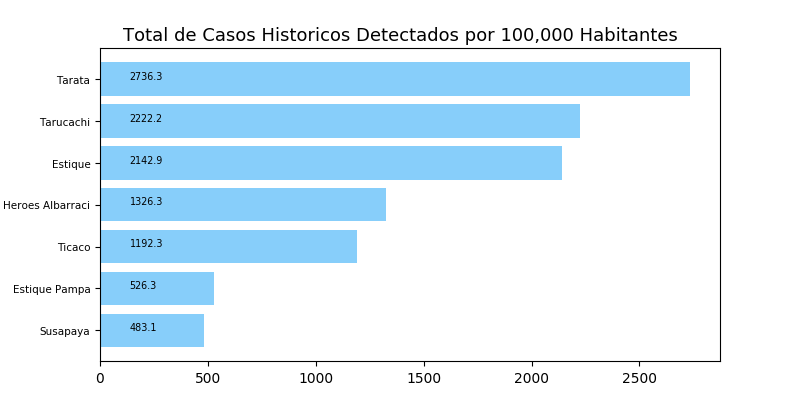 Total de Casos Historicos Detectados por 100,000 Habitantes
Tarata 2736.3
Tarucachi 2222.2
Estique 2142.9
Heroes Albarraci 1326.3
Ticaco 1192.3
Estique Pampa 526.3
Susapaya 483.1
0 500 1000 1500 2000 2500